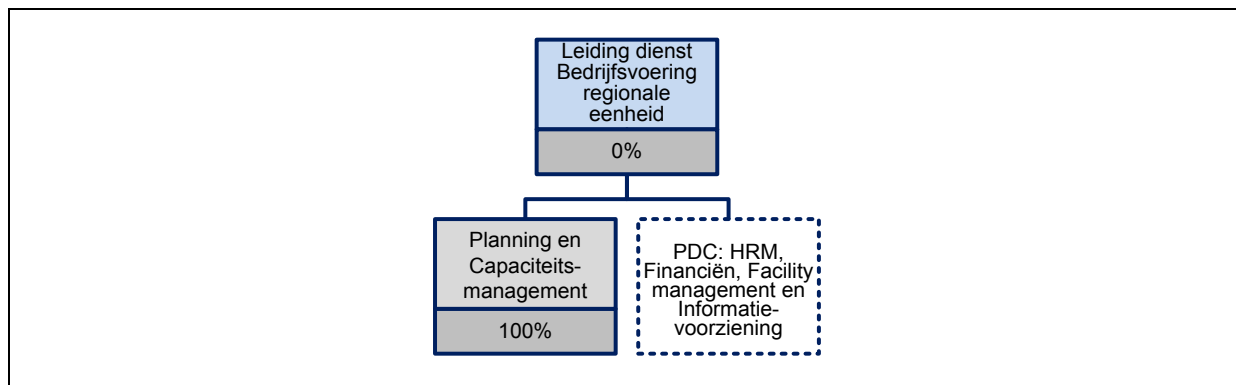 Leiding dienst
Bedrijfsvoering
regionale
eenheid
0%
Planning en
Capaciteits-
management
100%
PDC: HRM,
Financiën, Facility
management en
Informatie-
voorziening